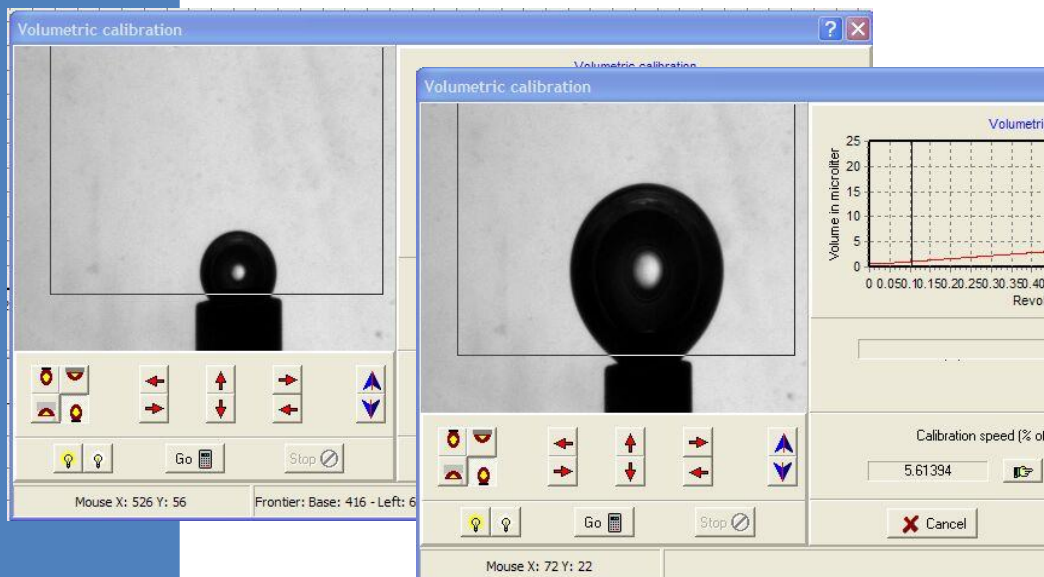 Volumetric calibration
Volumetric calibration
Go
Stop
Mouse X: 526 Y: 56
Frontier: Base: 416 - Left: 6
Volumetric calibration
Volumetri
Volume in microliter
25
20
15
10
5
0
0 0.050.10.150.20.250.30.350.40
Revo
Calibration speed (% of
5.61394
Go
Stop
Cancel
Mouse X: 72 Y: 22